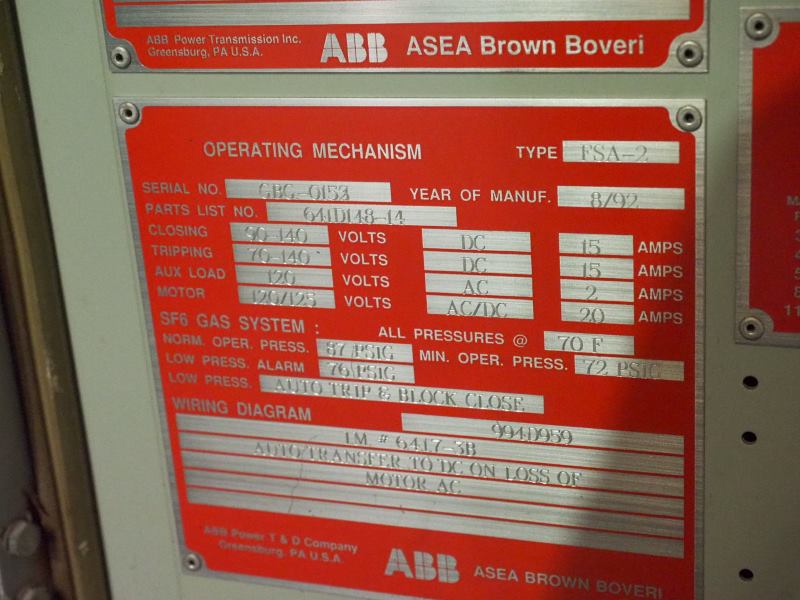 ABB Power Transmission Inc.
Greensburg, PA U.S.A.
ABB ASEA Brown Boveri
OPERATING MECHANISM TYPE FSA-2
SERIAL NO. GBG-0153 YEAR OF MANUF. 8/92
PARTS LIST NO. 641D148-14
CLOSING 90-140 VOLTS DC 15 AMPS
TRIPPING 70-140 VOLTS DC 15 AMPS
AUX LOAD 120 VOLTS AC 2 AMPS
MOTOR 120/125 VOLTS AC/DC 20 AMPS
SF6 GAS SYSTEM : ALL PRESSURES @ 70 F
NORM. OPER. PRESS. 87/PSIG MIN. OPER. PRESS. 72 PSIG
LOW PRESS. ALARM 76/PSIG
LOW PRESS. AUTO TRIP & BLOCK CLOSE
WIRING DIAGRAM 994D959
I.M # 6417-3B
AUTO/TRANSFER TO DC ON LOSS OF
MOTOR AC
ABB Power T & D Company
Greensburg, PA U.S.A.
ABB ASEA BROWN BOVERI